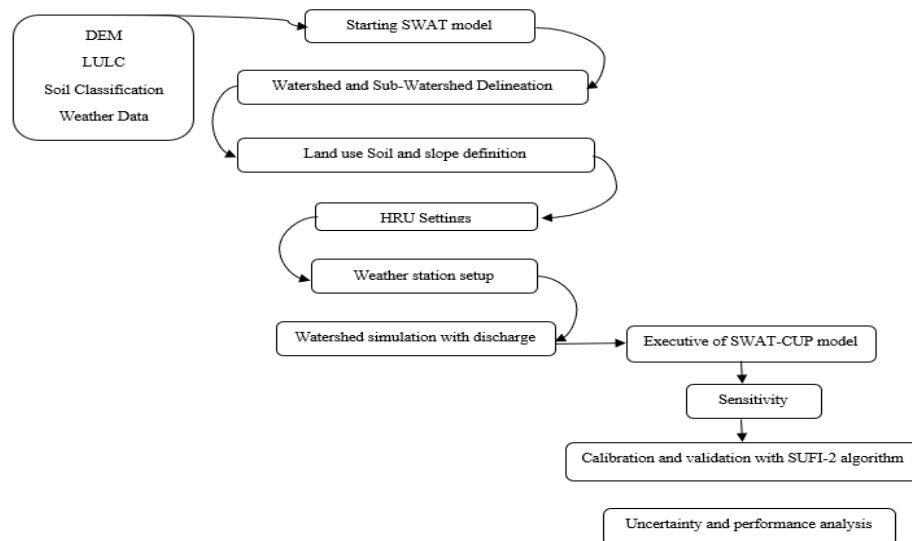 DEM
LULC
Soil Classification
Weather Data
Starting SWAT model
Watershed and Sub-Watershed Delineation
Land use Soil and slope definition
HRU Settings
Weather station setup
Watershed simulation with discharge
Executive of SWAT-CUP model
Sensitivity
Calibration and validation with SUFI-2 algorithm
Uncertainty and performance analysis